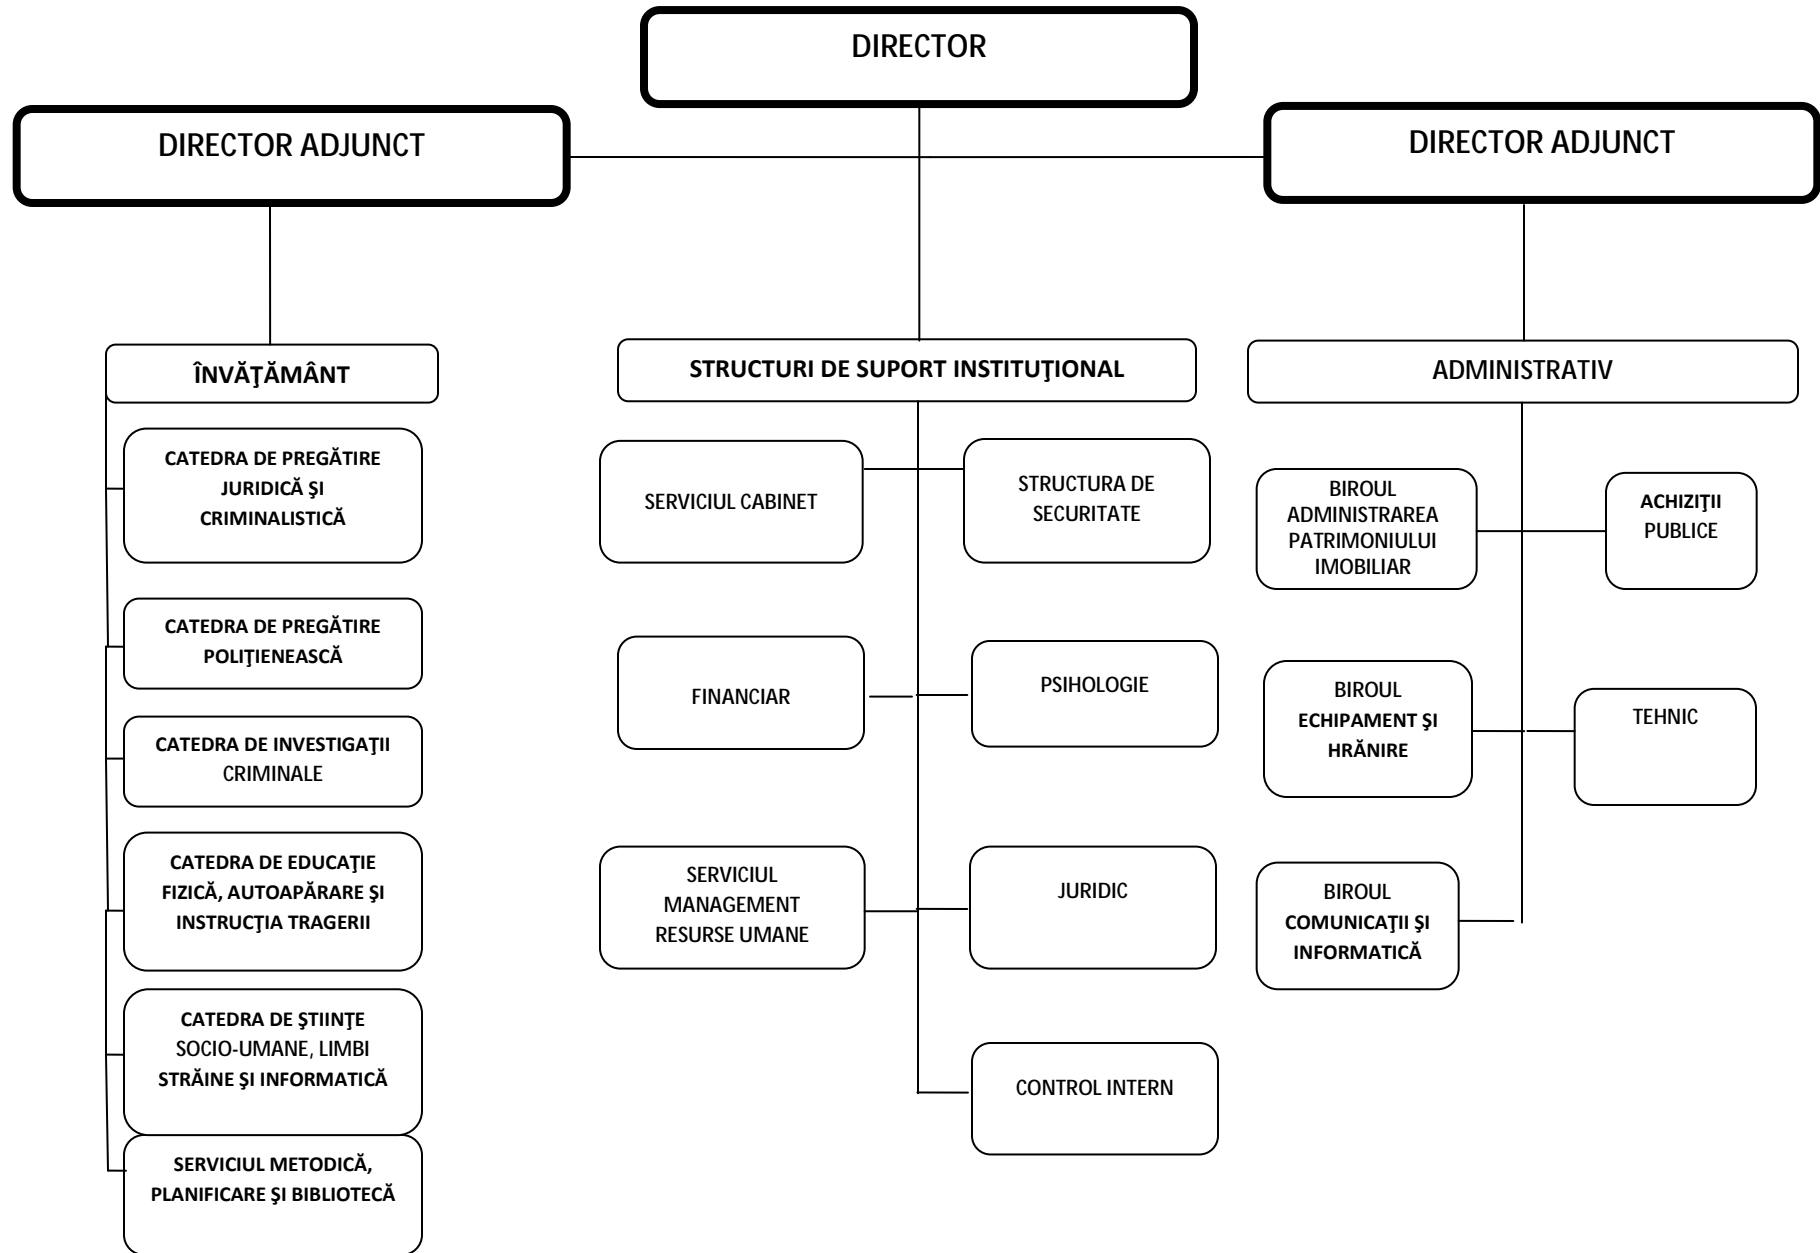 DIRECTOR
DIRECTOR ADJUNCT
DIRECTOR ADJUNCT
ÎNVĂŢĂMÂNT
CATEDRA DE PREGĂTIRE
JURIDICĂ ŞI
CRIMINALISTICĂ
CATEDRA DE PREGĂTIRE
POLIŢIENEASCĂ
CATEDRA DE INVESTIGAŢII
CRIMINALE
CATEDRA DE EDUCAŢIE
FIZICĂ, AUTOAPĂRARE ŞI
INSTRUCŢIA TRAGERII
CATEDRA DE ŞTIINŢE
SOCIO-UMANE, LIMBI
STRĂINE ŞI INFORMATICĂ
SERVICIUL METODICĂ,
PLANIFICARE ŞI BIBLIOTECĂ
STRUCTURI DE SUPORT INSTITUŢIONAL
SERVICIUL CABINET
STRUCTURA DE
SECURITATE
FINANCIAR
PSIHOLOGIE
SERVICIUL
MANAGEMENT
RESURSE UMANE
JURIDIC
CONTROL INTERN
ADMINISTRATIV
BIROUL
ADMINISTRAREA
PATRIMONIULUI
IMOBILIAR
ACHIZIŢII
PUBLICE
BIROUL
ECHIPAMENT ŞI
HRĂNIRE
TEHNIC
BIROUL
COMUNICAŢII ŞI
INFORMATICĂ